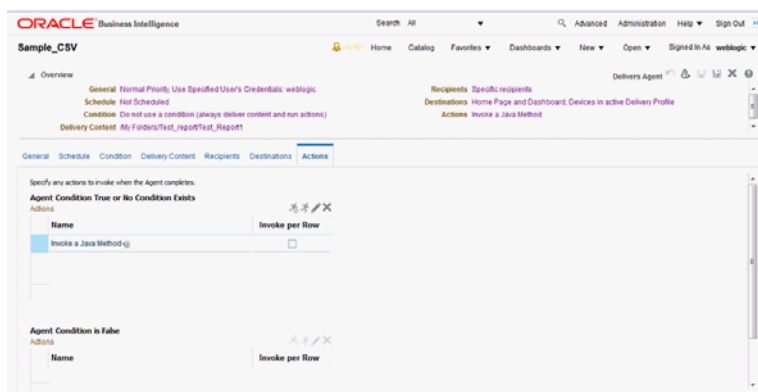 ORACLE Business Intelligence Search All Advanced Administration Help Sign Out
Sample_CSV Home Catalog Favorites Dashboards New Open Signed In As weblogic
Overview Delivers Agent
General Normal Priority, Use Specified User's Credentials: weblogic Recipients Specific recipients
Schedule Not Scheduled Destinations Home Page and Dashboard, Devices in active Delivery Profile
Condition Do not use a condition (always deliver content and run actions) Actions Invoke a Java Method
Delivery Content /My Folders/Test_report/Test_Report1
General Schedule Condition Delivery Content Recipients Destinations Actions
Specify any actions to invoke when the Agent completes.
Agent Condition True or No Condition Exists
Actions
Name Invoke per Row
Invoke a Java Method
Agent Condition is False
Actions
Name Invoke per Row